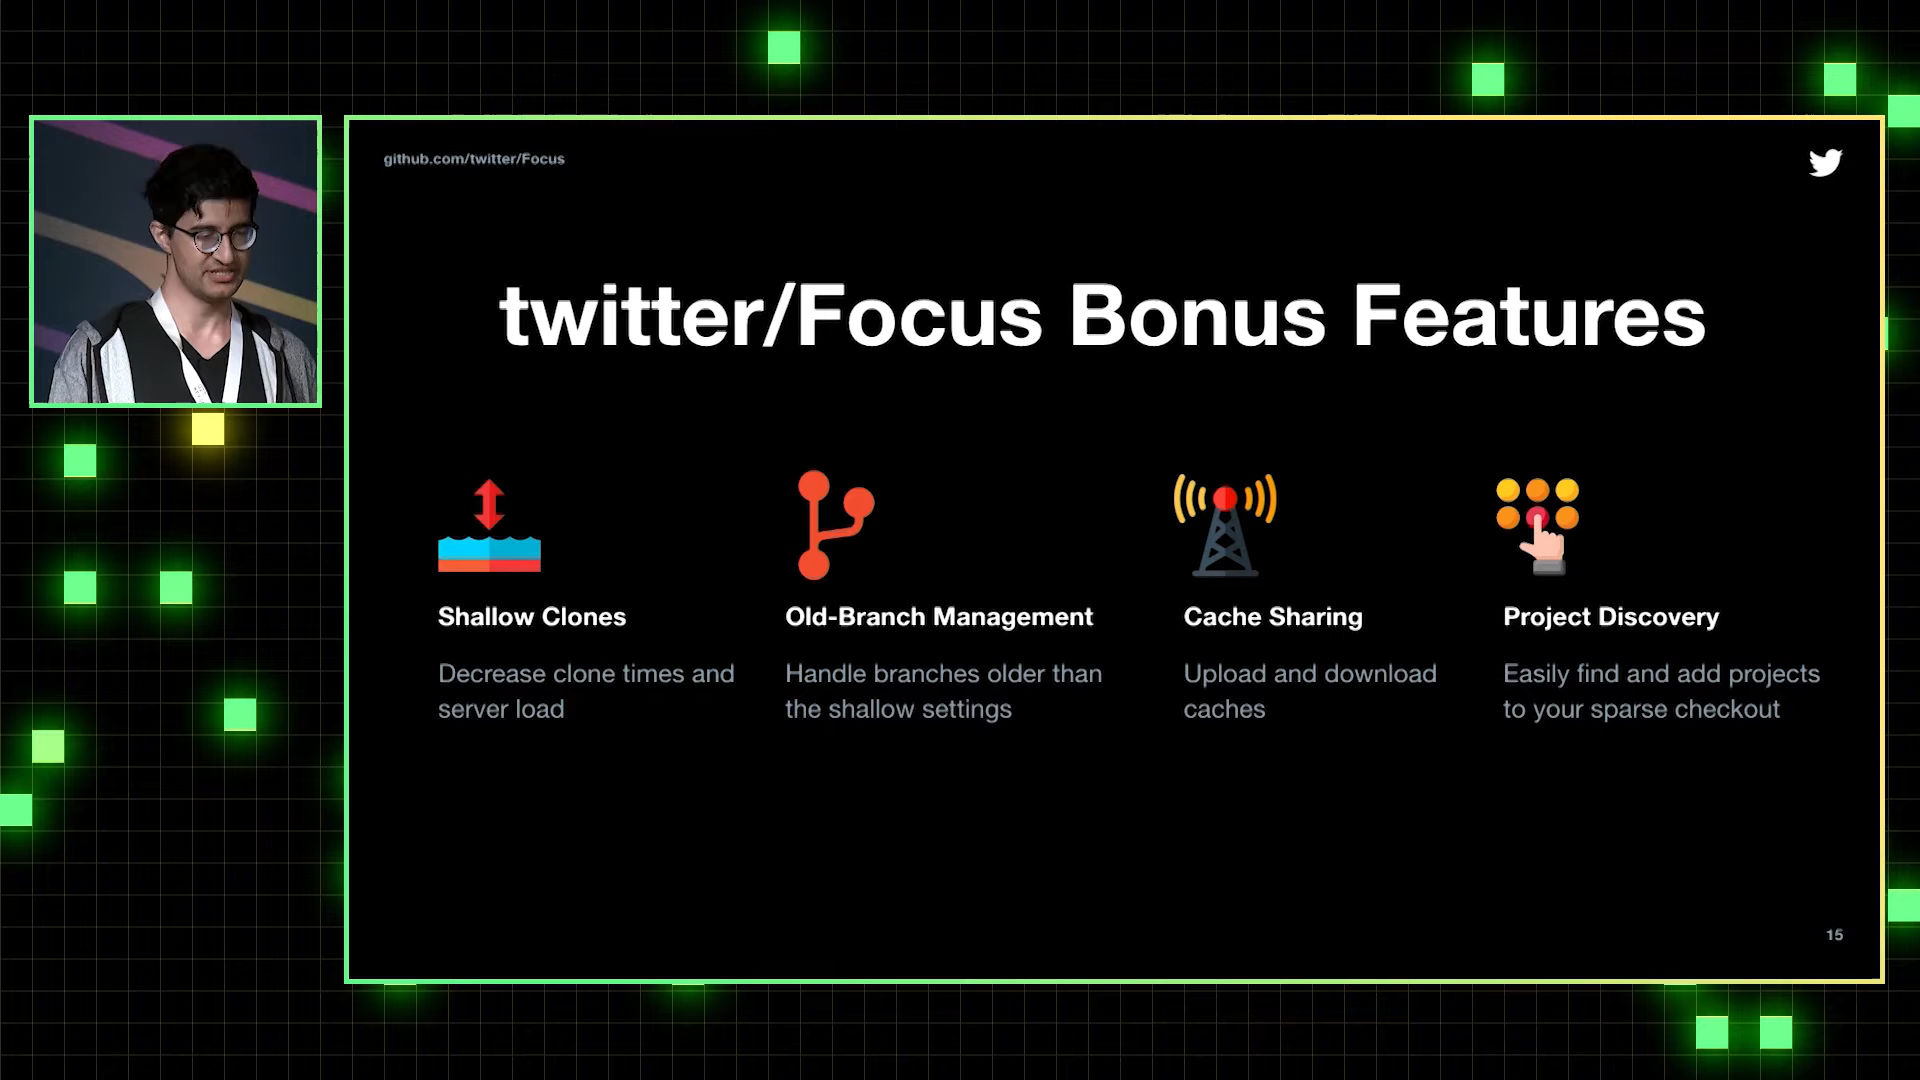 github.com/twitter/Focus
twitter/Focus Bonus Features
Shallow Clones
Decrease clone times and
server load
Old-Branch Management
Handle branches older than
the shallow settings
Cache Sharing
Upload and download
caches
Project Discovery
Easily find and add projects
to your sparse checkout
15